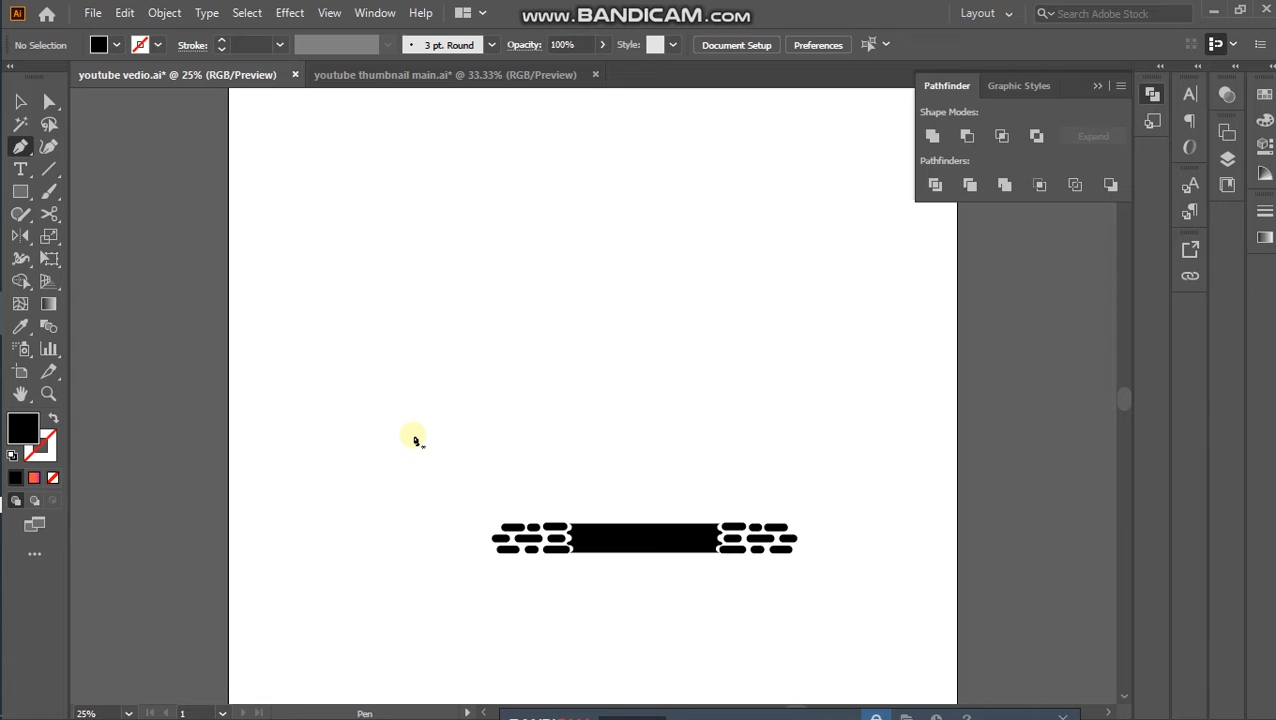 Ai
File Edit Object Type Select Effect View Window Help
www.BANDICAM.com
Layout
Search Adobe Stock
No Selection
Stroke:
3 pt. Round
Opacity: 100%
Style:
Document Setup
Preferences
youtube vedio.ai* @ 25% (RGB/Preview)
youtube thumbnail main.ai* @ 33.33% (RGB/Preview)
Pathfinder
Graphic Styles
Shape Modes:
Expand
Pathfinders:
25%
1
Pen